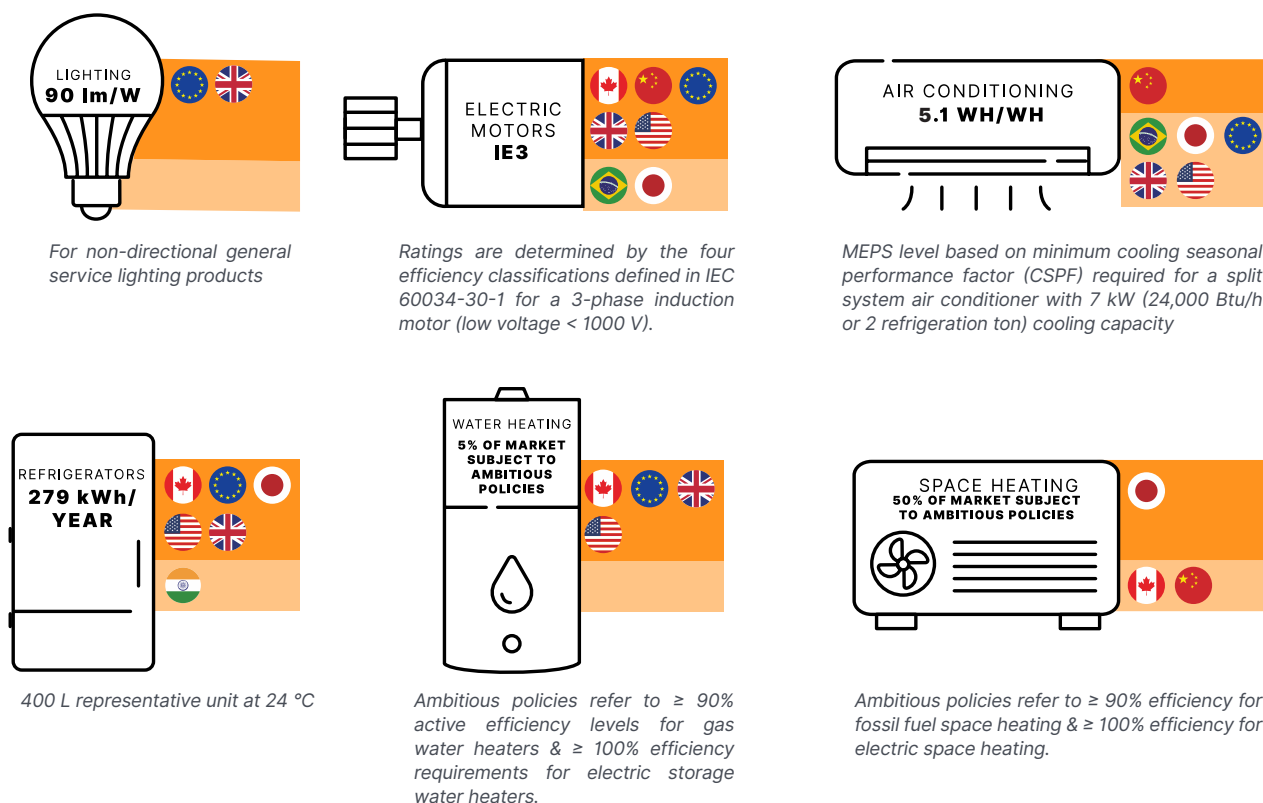 LIGHTING
90 lm/W
For non-directional general
service lighting products
ELECTRIC
MOTORS
IE3
Ratings are determined by the four
efficiency classifications defined in IEC
60034-30-1 for a 3-phase induction
motor (low voltage < 1000 V).
AIR CONDITIONING
5.1 WH/WH
MEPS level based on minimum cooling seasonal
performance factor (CSPF) required for a split
system air conditioner with 7 kW (24,000 Btu/h
or 2 refrigeration ton) cooling capacity
REFRIGERATORS
279 kWh/
YEAR
400 L representative unit at 24 °C
WATER HEATING
5% OF MARKET
SUBJECT TO
AMBITIOUS
POLICIES
Ambitious policies refer to ≥ 90%
active efficiency levels for gas
water heaters & ≥ 100% efficiency
requirements for electric storage
water heaters.
SPACE HEATING
50% OF MARKET SUBJECT
TO AMBITIOUS POLICIES
Ambitious policies refer to ≥ 90% efficiency for
fossil fuel space heating & ≥ 100% efficiency for
electric space heating.